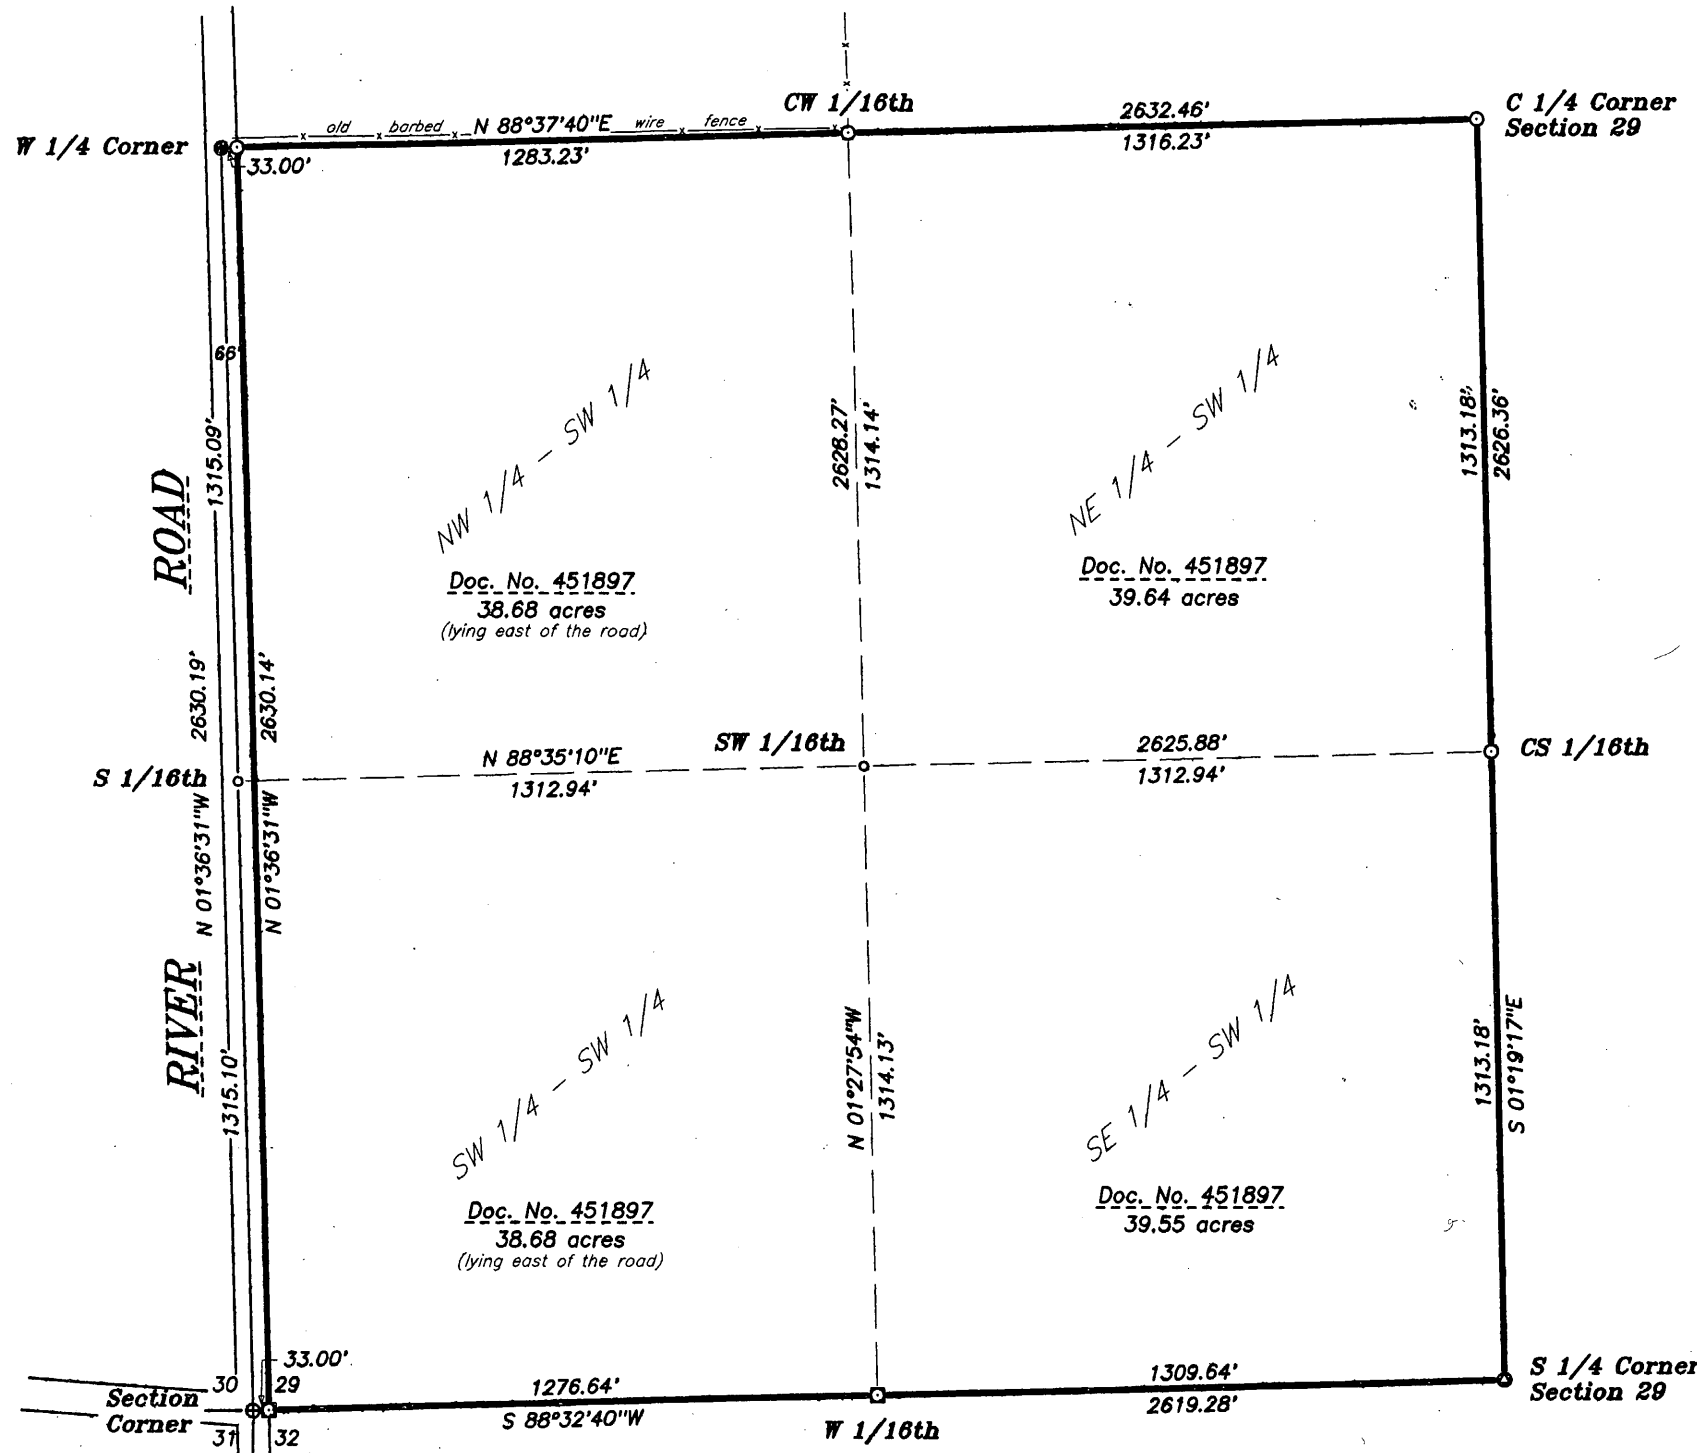 CW 1/16th
2632.46'
C 1/4 Corner
Section 29
W 1/4 Corner
old barbed N 88°37'40"E wire fence
1283.23'
1316.23'
33.00'
66'
NW 1/4 - SW 1/4
NE 1/4 - SW 1/4
1315.09'
2628.27'
1314.14'
1313.18'
2626.36'
ROAD
Doc. No. 451897
38.68 acres
(lying east of the road)
Doc. No. 451897
39.64 acres
2630.19'
2630.14'
SW 1/16th
2625.88'
CS 1/16th
S 1/16th
N 88°35'10"E
1312.94'
1312.94'
N 01°36'31"W
N 01°36'31"W
RIVER
SW 1/4 - SW 1/4
SE 1/4 - SW 1/4
1315.10'
N 01°27'54"W
1314.13'
1313.18'
S 01°19'17"E
Doc. No. 451897
38.68 acres
(lying east of the road)
Doc. No. 451897
39.55 acres
33.00'
30
29
Section
Corner
31
32
1276.64'
S 88°32'40"W
W 1/16th
1309.64'
2619.28'
S 1/4 Corner
Section 29